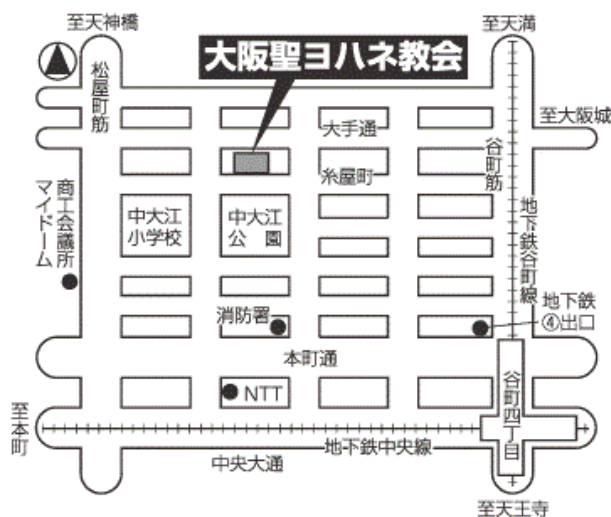 至天神橋
至天満
大阪聖ヨハネ教会
松屋町筋
大手通
至大阪城
谷町筋
糸屋町
商工会議所
マイドーム
中大江
小学校
中大江
公園
地下鉄谷町線
消防署
地下鉄
④出口
本町通
谷町四丁目
NTT
至本町
地下鉄中央線
中央大通
至天王寺